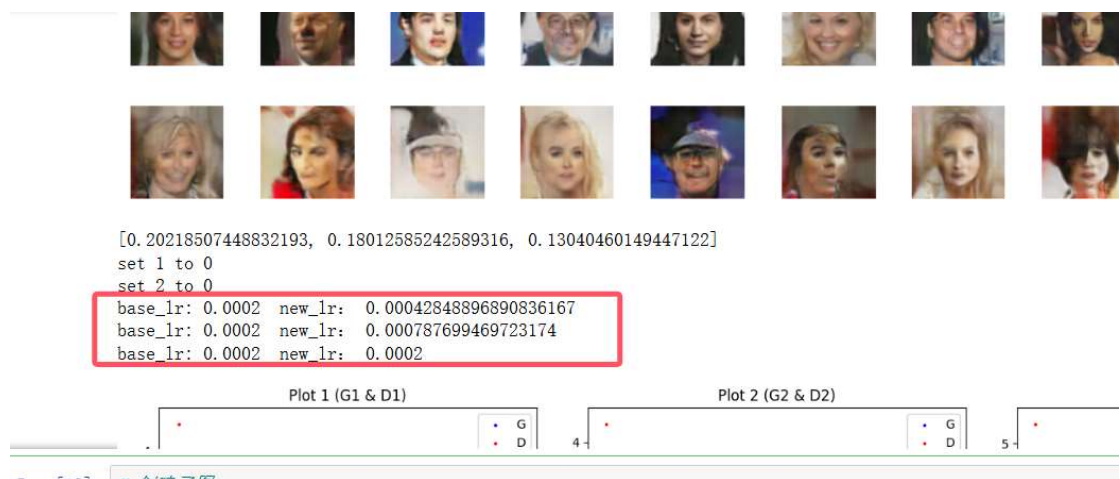 [0.20218507448832193, 0.18012585242589316, 0.13040460149447122]
set 1 to 0
set 2 to 0
base_lr: 0.0002 new_lr: 0.00042848896890836167
base_lr: 0.0002 new_lr: 0.000787699469723174
base_lr: 0.0002 new_lr: 0.0002
Plot 1 (G1 & D1)
Plot 2 (G2 & D2)
G
D
4
G
D
5